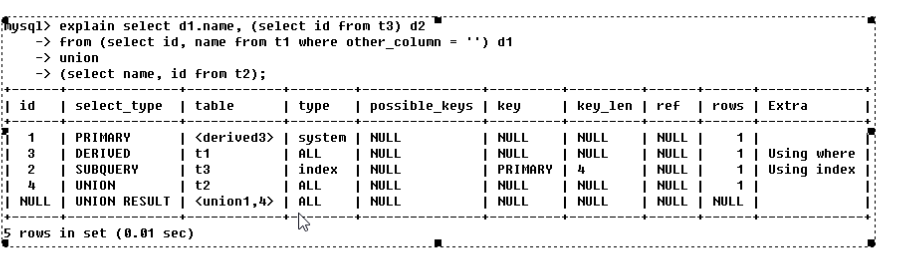 mysql> explain select d1.name, (select id from t3) d2
    -> from (select id, name from t1 where other_column = '') d1
    -> union
    -> (select name, id from t2);
+------+--------------+------------+--------+---------------+---------+---------+------+------+-------------+
| id   | select_type  | table      | type   | possible_keys | key     | key_len | ref  | rows | Extra       |
+------+--------------+------------+--------+---------------+---------+---------+------+------+-------------+
|  1   | PRIMARY      | <derived3> | system | NULL          | NULL    | NULL    | NULL |    1 |             |
|  3   | DERIVED      | t1         | ALL    | NULL          | NULL    | NULL    | NULL |    1 | Using where |
|  2   | SUBQUERY     | t3         | index  | NULL          | PRIMARY | 4       | NULL |    1 | Using index |
|  4   | UNION        | t2         | ALL    | NULL          | NULL    | NULL    | NULL |    1 |             |
| NULL | UNION RESULT | <union1,4> | ALL    | NULL          | NULL    | NULL    | NULL | NULL |             |
+------+--------------+------------+--------+---------------+---------+---------+------+------+-------------+
5 rows in set (0.01 sec)